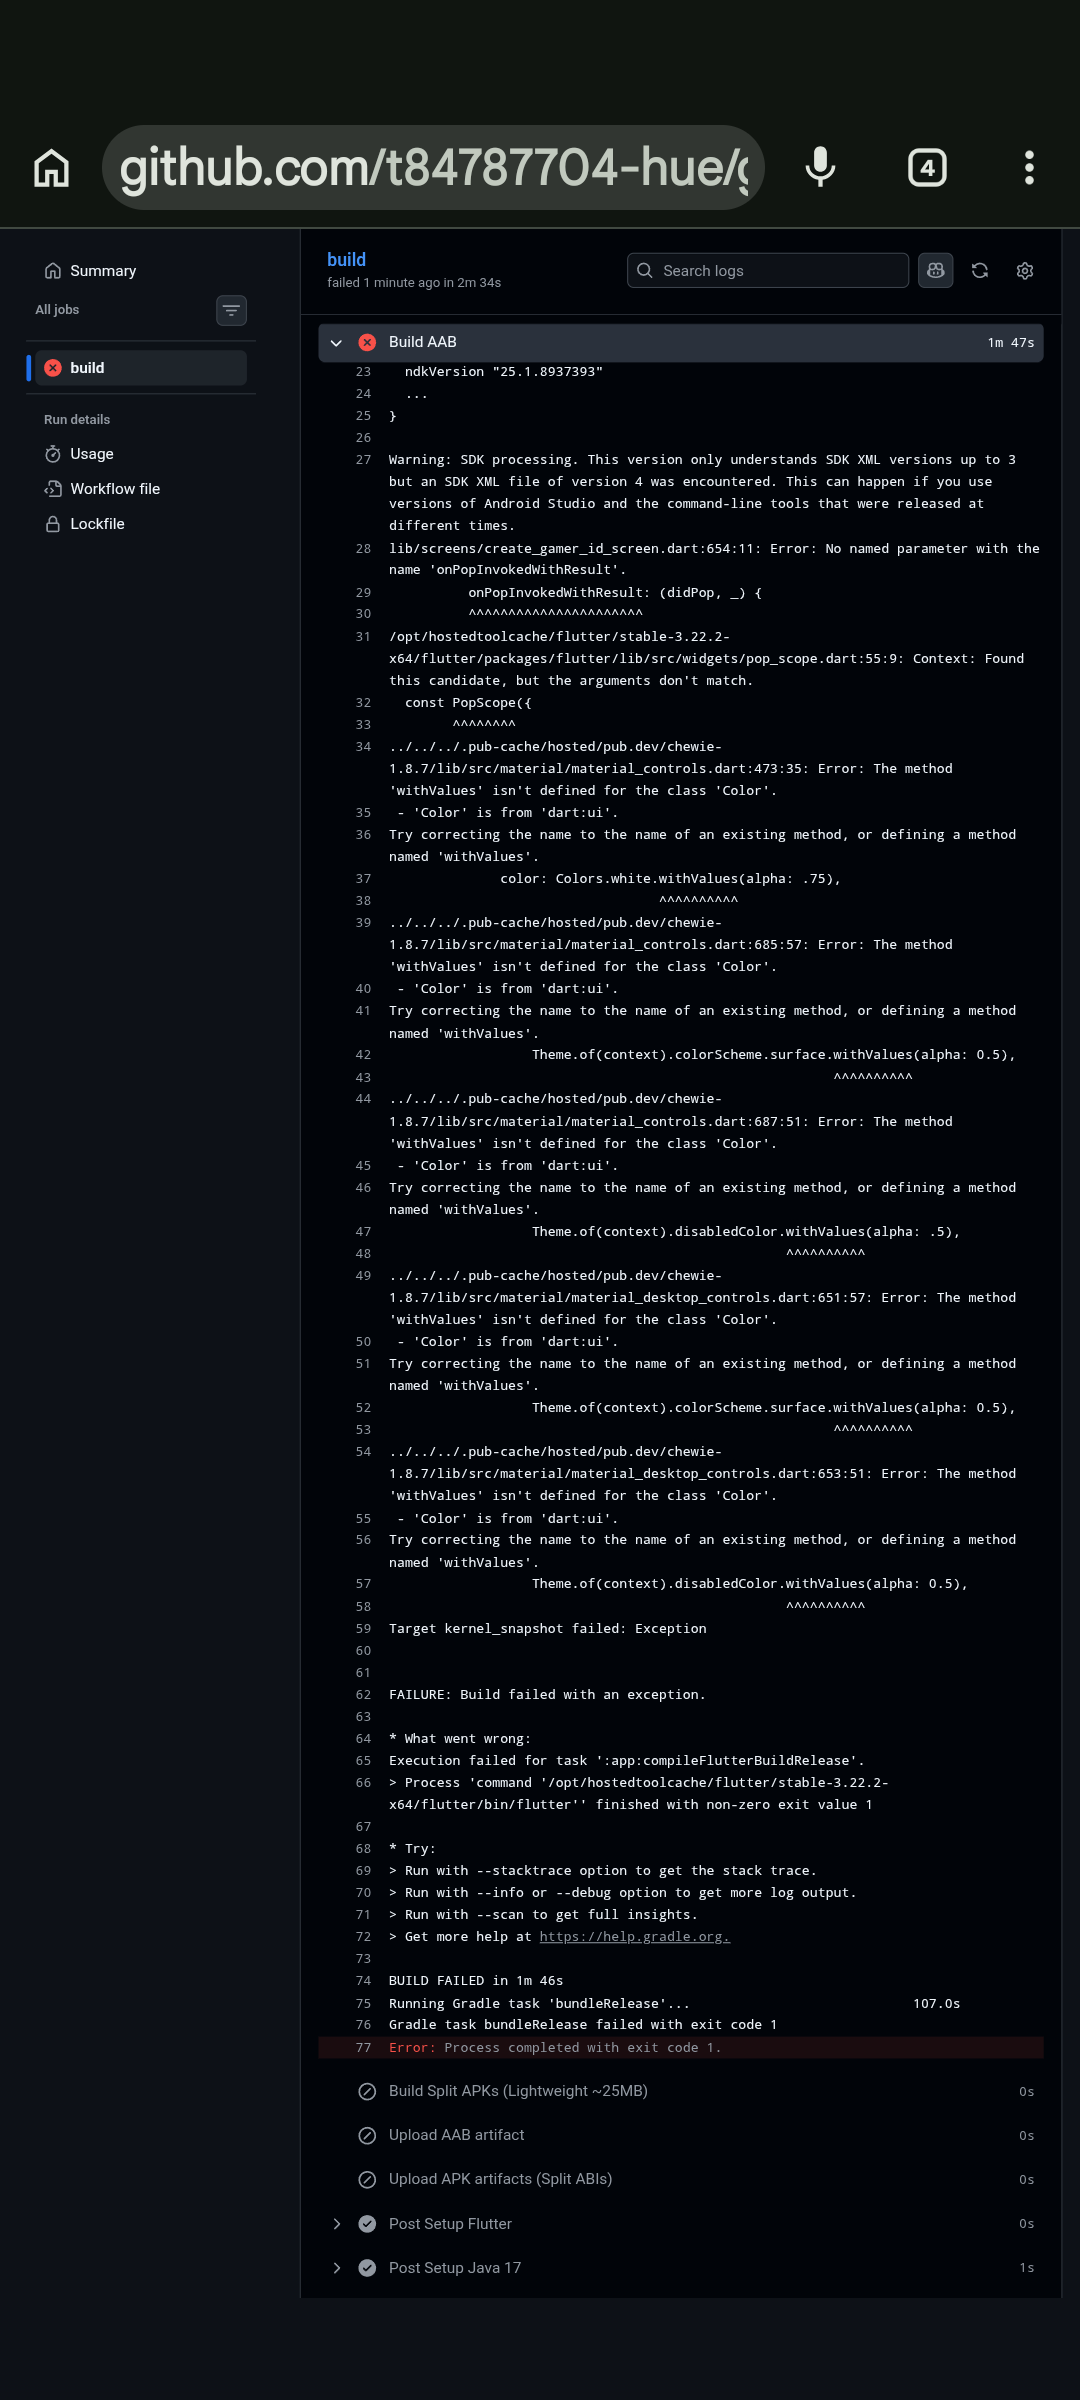 github.com/t84787704-hue/g
4
Summary
All jobs
build
Run details
Usage
Workflow file
Lockfile
build
failed 1 minute ago in 2m 34s
Search logs
Build AAB 1m 47s
23 ndkVersion "25.1.8937393"
24 ...
25 }
26
27 Warning: SDK processing. This version only understands SDK XML versions up to 3
but an SDK XML file of version 4 was encountered. This can happen if you use
versions of Android Studio and the command-line tools that were released at
different times.
28 lib/screens/create_gamer_id_screen.dart:654:11: Error: No named parameter with the
name 'onPopInvokedWithResult'.
29 onPopInvokedWithResult: (didPop, _) {
30 ^^^^^^^^^^^^^^^^^^^^^^
31 /opt/hostedtoolcache/flutter/stable-3.22.2-
x64/flutter/packages/flutter/lib/src/widgets/pop_scope.dart:55:9: Context: Found
this candidate, but the arguments don't match.
32 const PopScope({
33 ^^^^^^^^
34 ../../../.pub-cache/hosted/pub.dev/chewie-
1.8.7/lib/src/material/material_controls.dart:473:35: Error: The method
'withValues' isn't defined for the class 'Color'.
35 - 'Color' is from 'dart:ui'.
36 Try correcting the name to the name of an existing method, or defining a method
named 'withValues'.
37 color: Colors.white.withValues(alpha: .75),
38 ^^^^^^^^^^
39 ../../../.pub-cache/hosted/pub.dev/chewie-
1.8.7/lib/src/material/material_controls.dart:685:57: Error: The method
'withValues' isn't defined for the class 'Color'.
40 - 'Color' is from 'dart:ui'.
41 Try correcting the name to the name of an existing method, or defining a method
named 'withValues'.
42 Theme.of(context).colorScheme.surface.withValues(alpha: 0.5),
43 ^^^^^^^^^^
44 ../../../.pub-cache/hosted/pub.dev/chewie-
1.8.7/lib/src/material/material_controls.dart:687:51: Error: The method
'withValues' isn't defined for the class 'Color'.
45 - 'Color' is from 'dart:ui'.
46 Try correcting the name to the name of an existing method, or defining a method
named 'withValues'.
47 Theme.of(context).disabledColor.withValues(alpha: .5),
48 ^^^^^^^^^^
49 ../../../.pub-cache/hosted/pub.dev/chewie-
1.8.7/lib/src/material/material_desktop_controls.dart:651:57: Error: The method
'withValues' isn't defined for the class 'Color'.
50 - 'Color' is from 'dart:ui'.
51 Try correcting the name to the name of an existing method, or defining a method
named 'withValues'.
52 Theme.of(context).colorScheme.surface.withValues(alpha: 0.5),
53 ^^^^^^^^^^
54 ../../../.pub-cache/hosted/pub.dev/chewie-
1.8.7/lib/src/material/material_desktop_controls.dart:653:51: Error: The method
'withValues' isn't defined for the class 'Color'.
55 - 'Color' is from 'dart:ui'.
56 Try correcting the name to the name of an existing method, or defining a method
named 'withValues'.
57 Theme.of(context).disabledColor.withValues(alpha: 0.5),
58 ^^^^^^^^^^
59 Target kernel_snapshot failed: Exception
60
61
62 FAILURE: Build failed with an exception.
63
64 * What went wrong:
65 Execution failed for task ':app:compileFlutterBuildRelease'.
66 > Process 'command '/opt/hostedtoolcache/flutter/stable-3.22.2-
x64/flutter/bin/flutter'' finished with non-zero exit value 1
67
68 * Try:
69 > Run with --stacktrace option to get the stack trace.
70 > Run with --info or --debug option to get more log output.
71 > Run with --scan to get full insights.
72 > Get more help at https://help.gradle.org.
73
74 BUILD FAILED in 1m 46s
75 Running Gradle task 'bundleRelease'... 107.0s
76 Gradle task bundleRelease failed with exit code 1
77 Error: Process completed with exit code 1.
Build Split APKs (Lightweight ~25MB) 0s
Upload AAB artifact 0s
Upload APK artifacts (Split ABIs) 0s
Post Setup Flutter 0s
Post Setup Java 17 1s